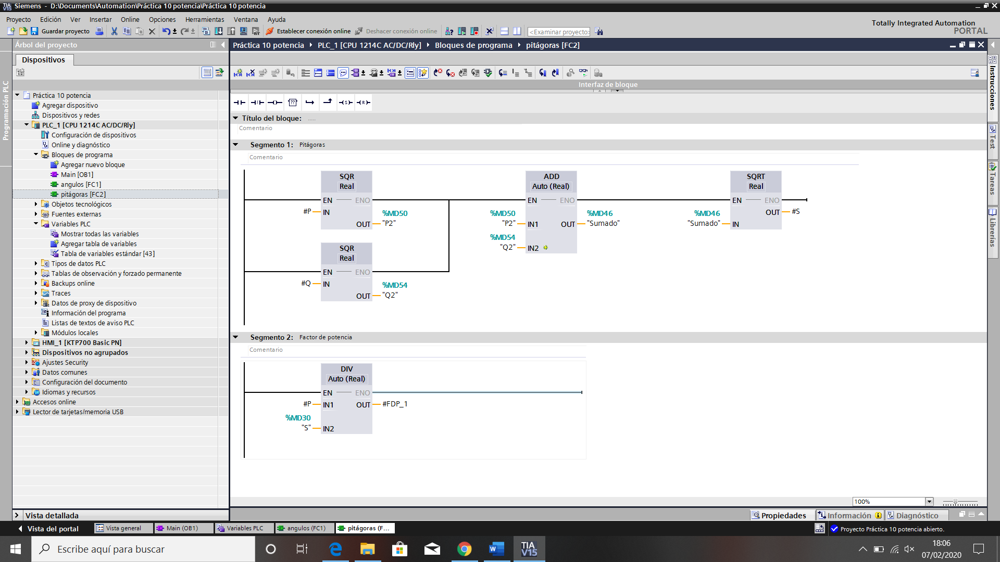 Siemens - D:\Documents\Automation\Práctica 10 potencia\Práctica 10 potencia
Proyecto Edición Ver Insertar Online Opciones Herramientas Ventana Ayuda
Totally Integrated Automation
PORTAL
Guardar proyecto
Establecer conexión online
Deshacer conexión online
<Examinar proyecto>
Árbol del proyecto
Práctica 10 potencia PLC_1 [CPU 1214C AC/DC/Rly] Bloques de programa pitágoras [FC2]
Dispositivos
Programación PLC
Práctica 10 potencia
Agregar dispositivo
Dispositivos y redes
PLC_1 [CPU 1214C AC/DC/Rly]
Configuración de dispositivos
Online y diagnóstico
Bloques de programa
Agregar nuevo bloque
Main [OB1]
angulos [FC1]
pitágoras [FC2]
Objetos tecnológicos
Fuentes externas
Variables PLC
Mostrar todas las variables
Agregar tabla de variables
Tabla de variables estándar [43]
Tipos de datos PLC
Tablas de observación y forzado permanente
Backups online
Traces
Datos de proxy de dispositivo
Información del programa
Listas de textos de aviso PLC
Módulos locales
HMI_1 [KTP700 Basic PN]
Dispositivos no agrupados
Ajustes Security
Datos comunes
Configuración del documento
Idiomas y recursos
Accesos online
Lector de tarjetas/memoria USB
Vista detallada
Interfaz de bloque
Título del bloque: .....
Comentario
Segmento 1: Pitágoras
Comentario
SQR
Real
EN ENO
#P IN
%MD50
OUT "P2"
SQR
Real
EN ENO
#Q IN
%MD54
OUT "Q2"
ADD
Auto (Real)
EN ENO
%MD50
"P2" IN1
%MD54
"Q2" IN2
%MD46
OUT "Sumado"
SQRT
Real
EN ENO
OUT #S
%MD46
"Sumado" IN
Segmento 2: Factor de potencia
Comentario
DIV
Auto (Real)
EN ENO
#P IN1 OUT #FDP_1
%MD30
"S" IN2
100%
Instrucciones
Test
Tareas
Librerías
Propiedades Información Diagnóstico
Vista del portal
Vista general
Main (OB1)
Variables PLC
angulos (FC1)
pitágoras (F...
Proyecto Práctica 10 potencia abierto.
Escribe aquí para buscar
TIA
V15
18:06
07/02/2020